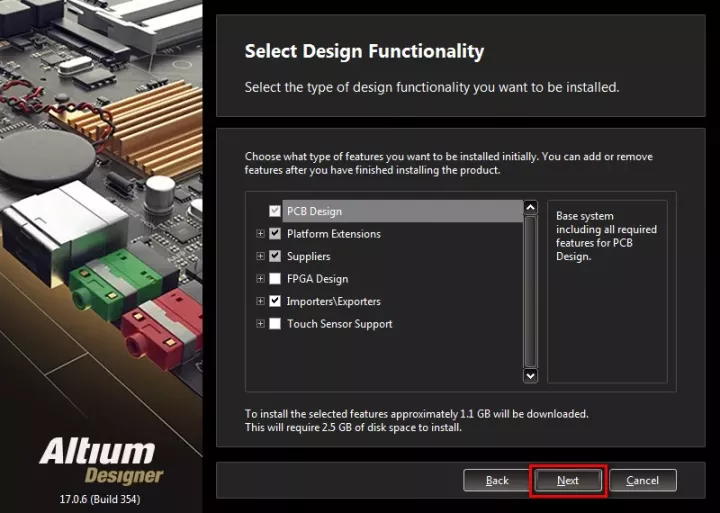 Select Design Functionality
Select the type of design functionality you want to be installed.
Choose what type of features you want to be installed initially. You can add or remove
features after you have finished installing the product.
PCB Design
Platform Extensions
Suppliers
FPGA Design
Importers\Exporters
Touch Sensor Support
Base system
including all required
features for PCB
Design.
To install the selected features approximately 1.1 GB will be downloaded.
This will require 2.5 GB of disk space to install.
Altium
Designer
17.0.6 (Build 354)
Back
Next
Cancel